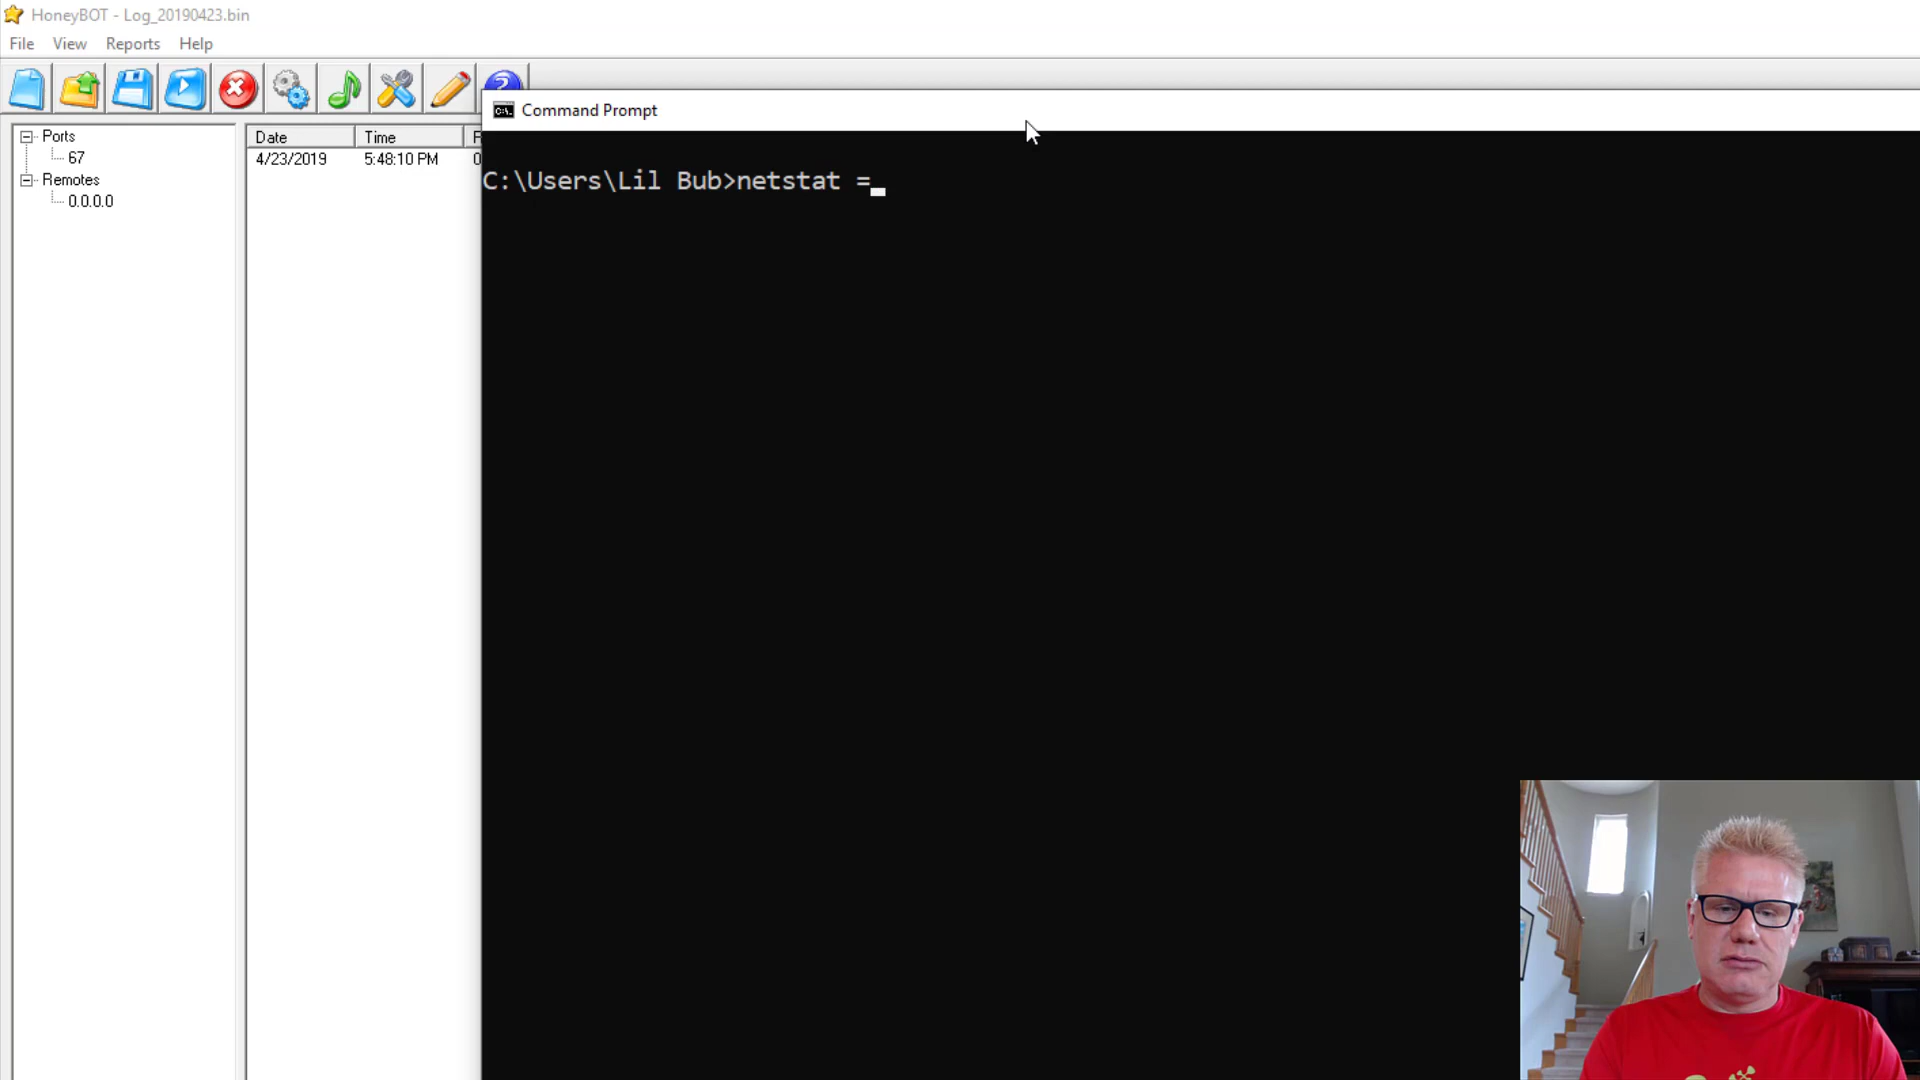 HoneyBOT - Log_20190423.bin
File View Reports Help
Command Prompt
Ports
67
Remotes
0.0.0.0
Date Time
4/23/2019 5:48:10 PM 0
C:\Users\Lil Bub>netstat =